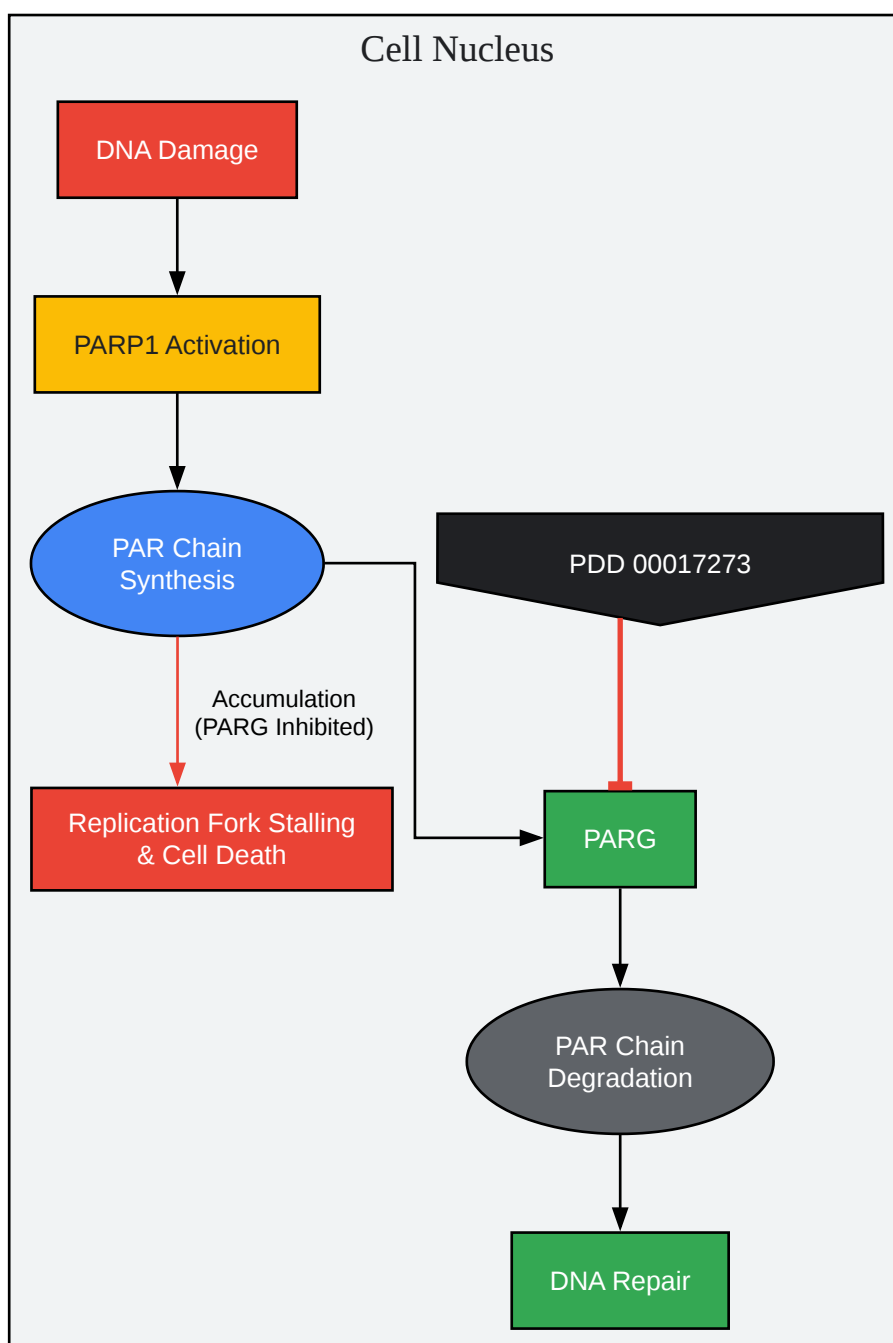 Cell Nucleus
DNA Damage
PARP1 Activation
PAR Chain
Synthesis
PDD 00017273
Accumulation
(PARG Inhibited)
Replication Fork Stalling
& Cell Death
PARG
PAR Chain
Degradation
DNA Repair